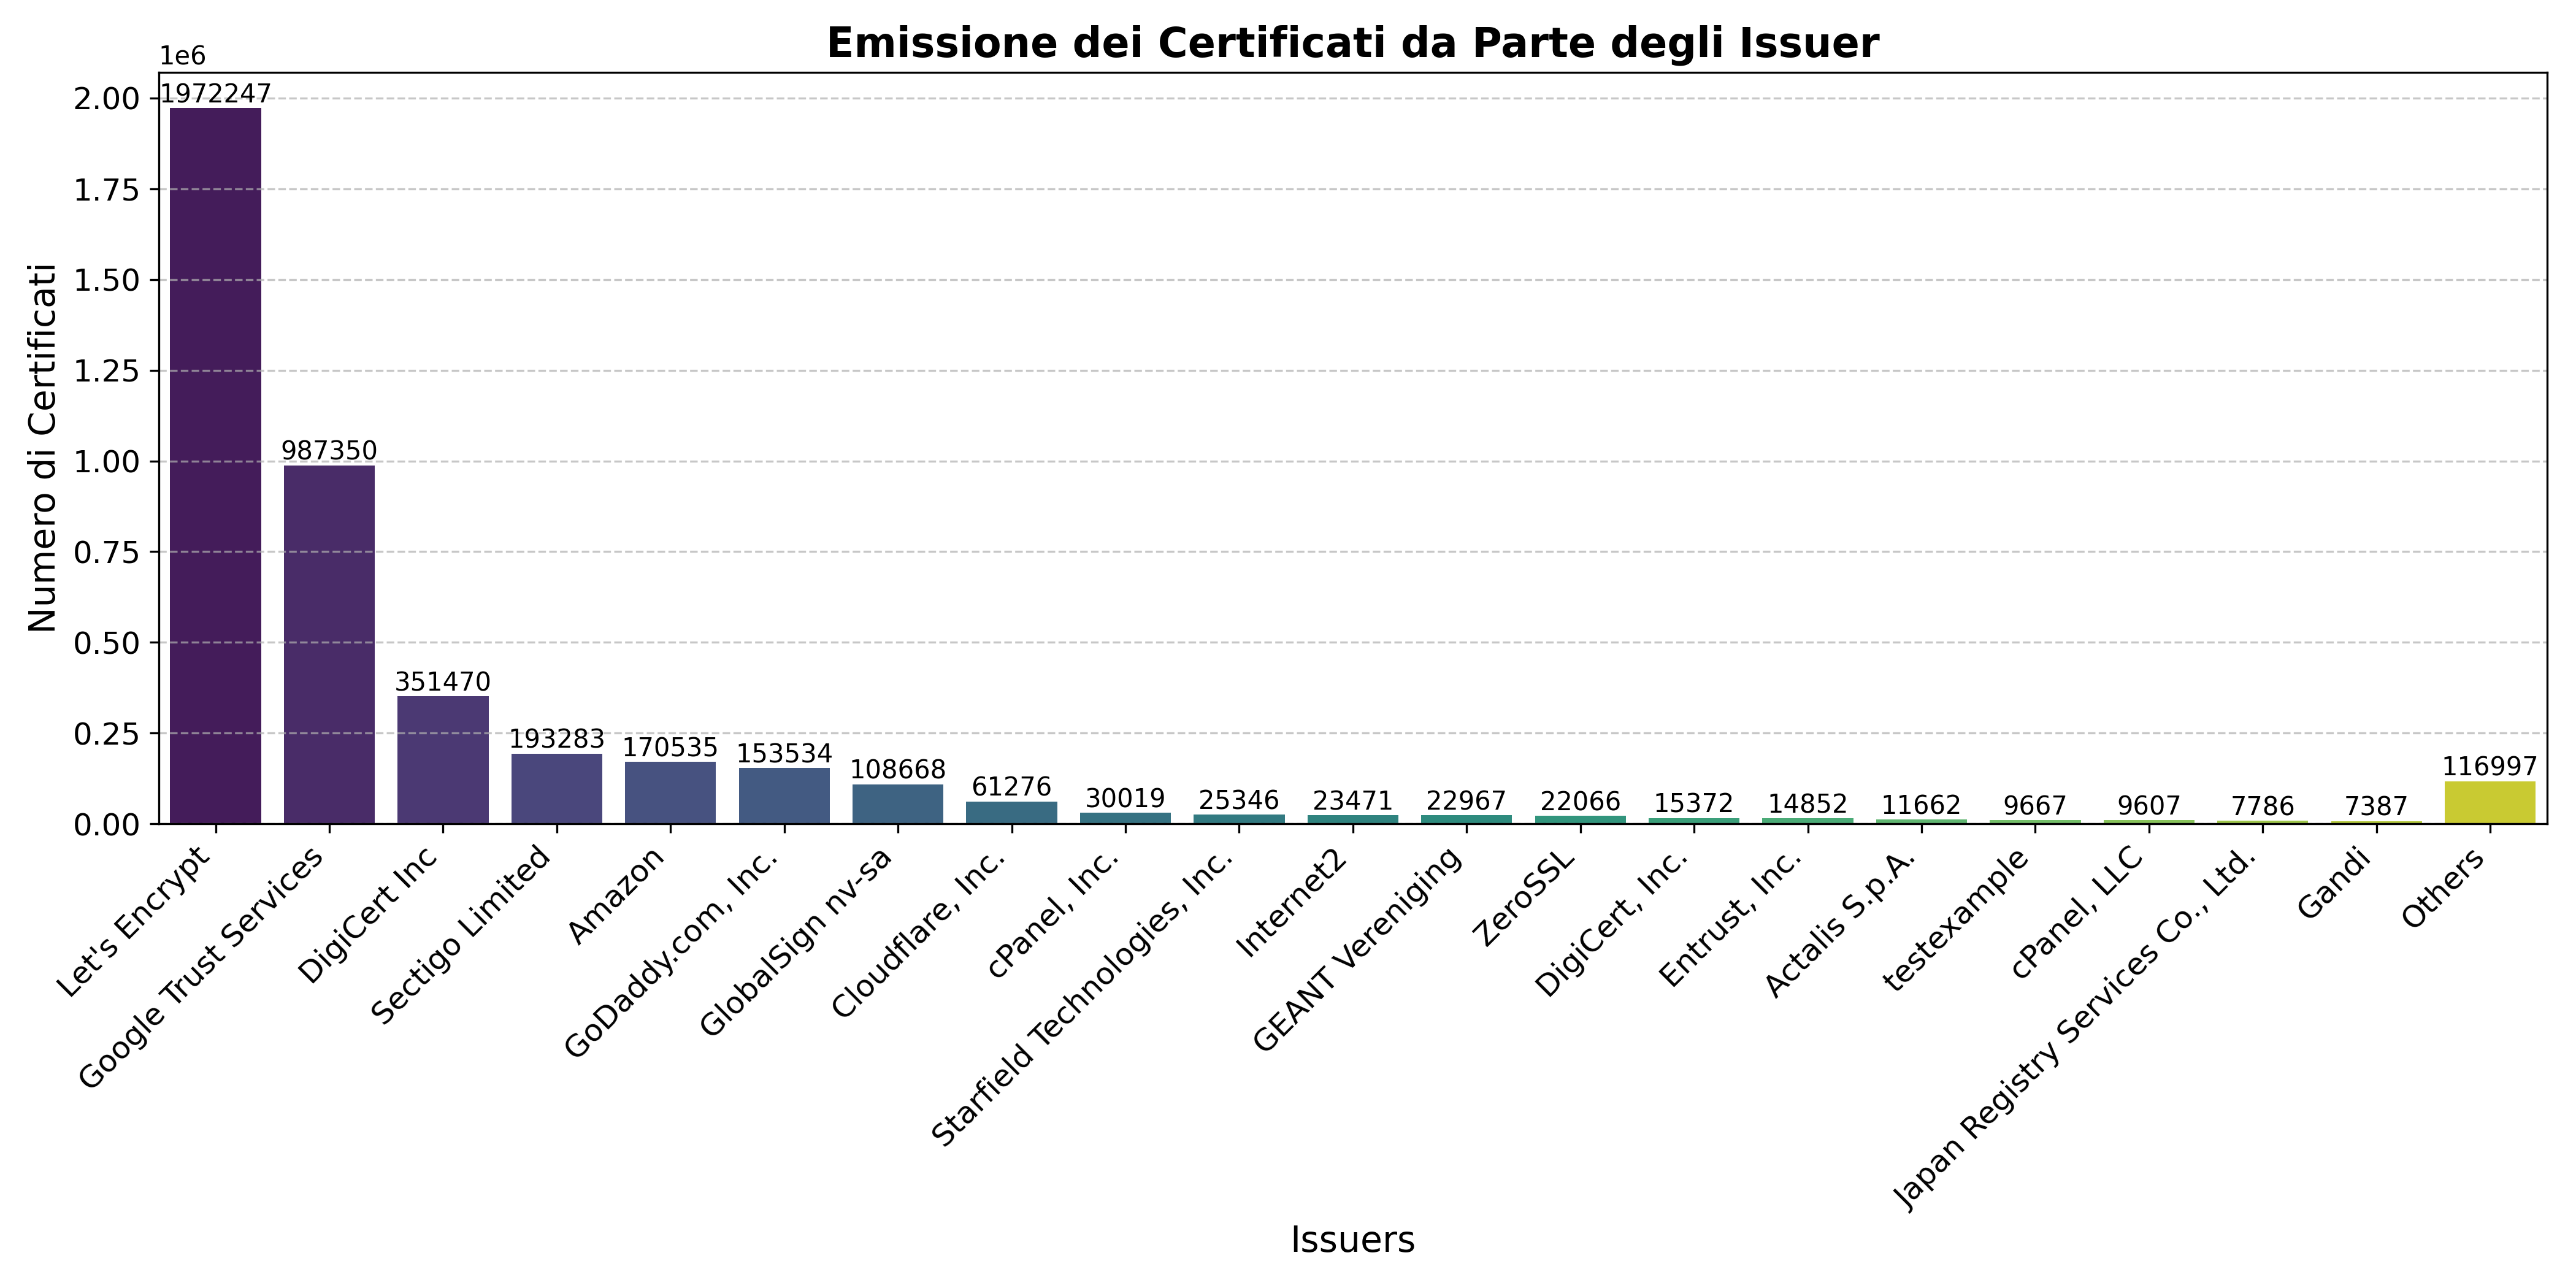 Emissione dei Certificati da Parte degli Issuer
1e6
Numero di Certificati
2.00
1.75
1.50
1.25
1.00
0.75
0.50
0.25
0.00
1972247
987350
351470
193283
170535
153534
108668
61276
30019
25346
23471
22967
22066
15372
14852
11662
9667
9607
7786
7387
116997
Let's Encrypt
Google Trust Services
DigiCert Inc
Sectigo Limited
Amazon
GoDaddy.com, Inc.
GlobalSign nv-sa
Cloudflare, Inc.
cPanel, Inc.
Starfield Technologies, Inc.
Internet2
GEANT Vereniging
ZeroSSL
DigiCert, Inc.
Entrust, Inc.
Actalis S.p.A.
testexample
cPanel, LLC
Japan Registry Services Co., Ltd.
Gandi
Others
Issuers